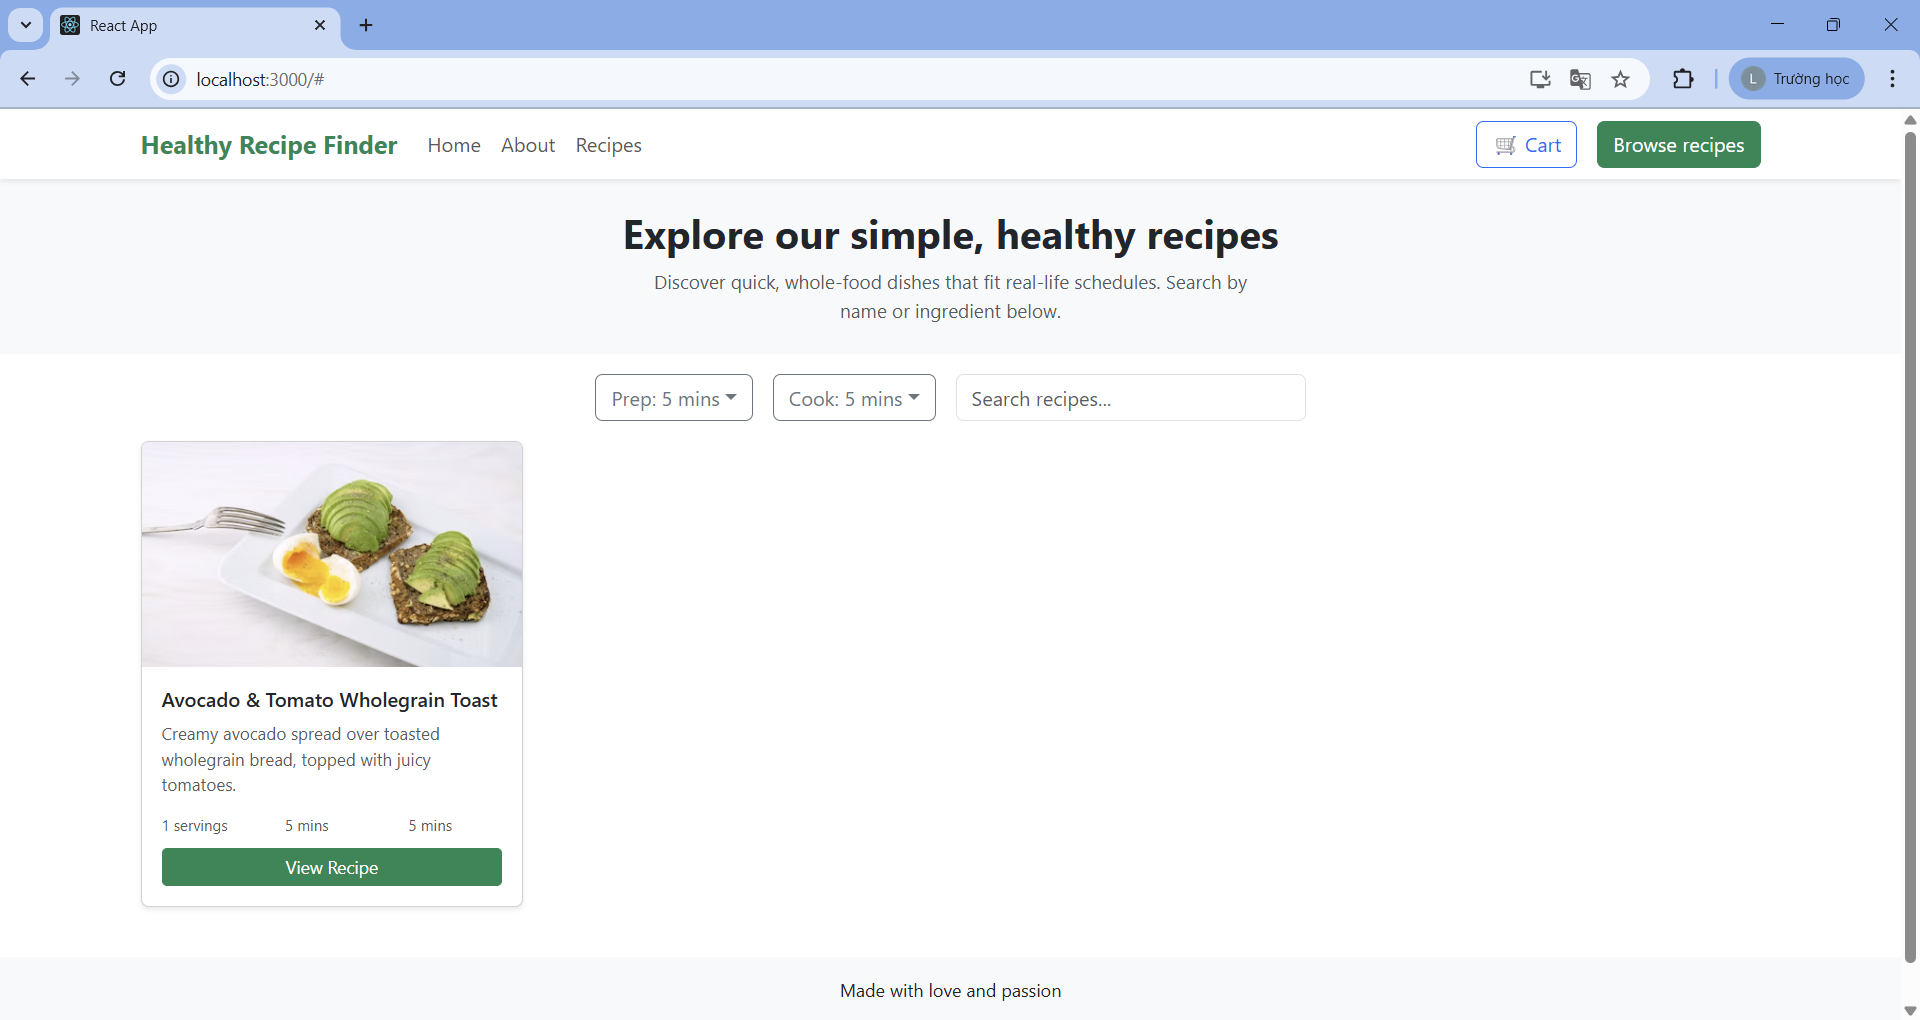 React App
localhost:3000/#
L Trường học
Healthy Recipe Finder Home About Recipes Cart Browse recipes
Explore our simple, healthy recipes
Discover quick, whole-food dishes that fit real-life schedules. Search by
name or ingredient below.
Prep: 5 mins Cook: 5 mins Search recipes...
Avocado & Tomato Wholegrain Toast
Creamy avocado spread over toasted
wholegrain bread, topped with juicy
tomatoes.
1 servings 5 mins 5 mins
View Recipe
Made with love and passion